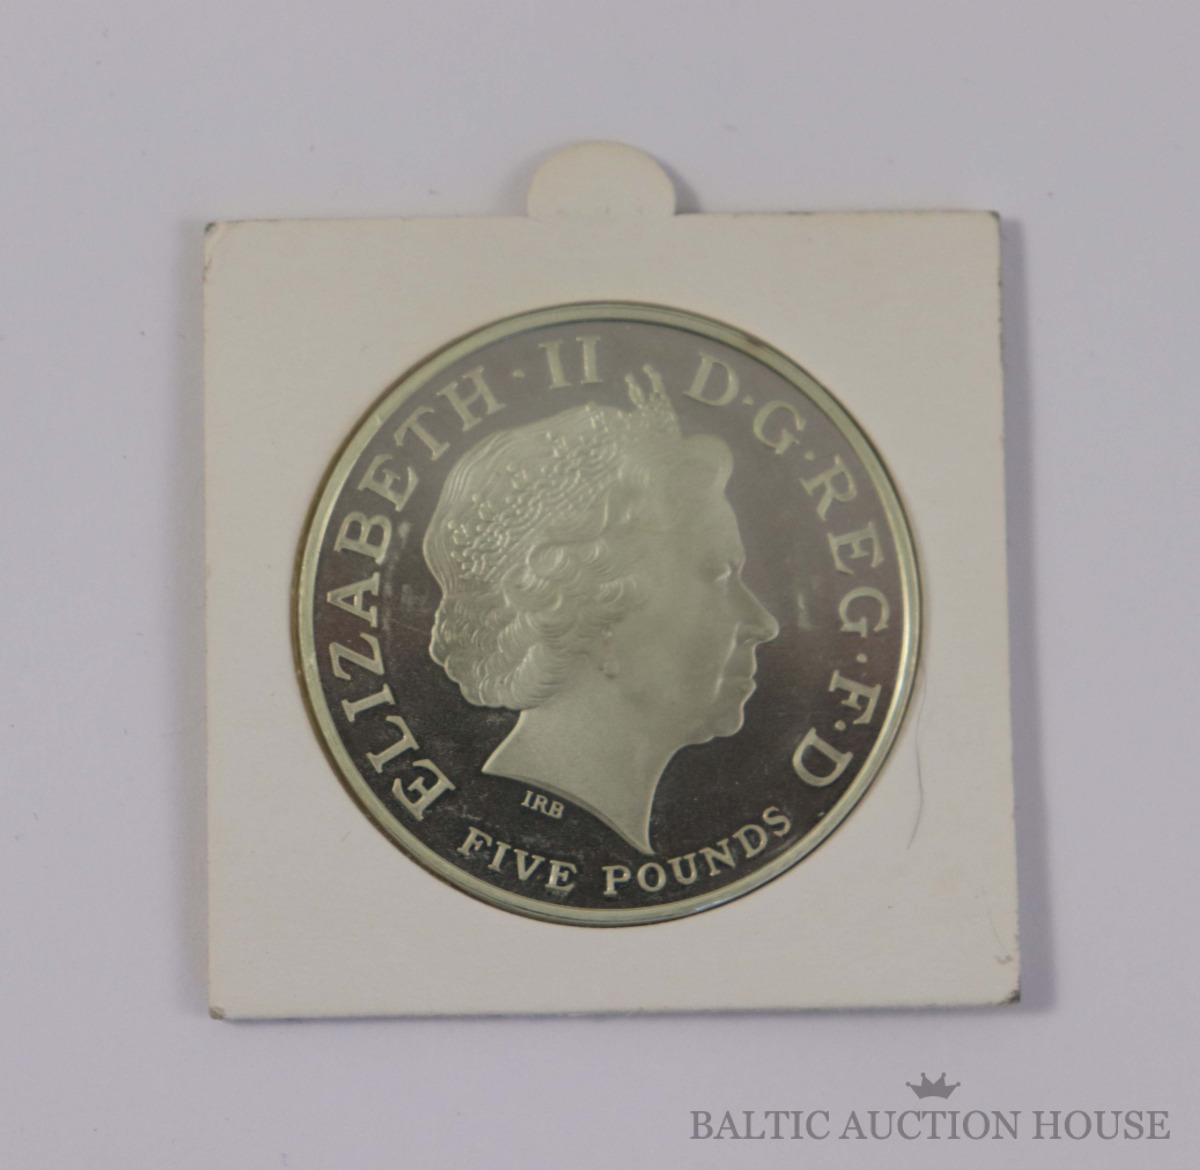 ELIZABETH·II D·G·REG·F·D
FIVE POUNDS
IRB
BALTIC AUCTION HOUSE